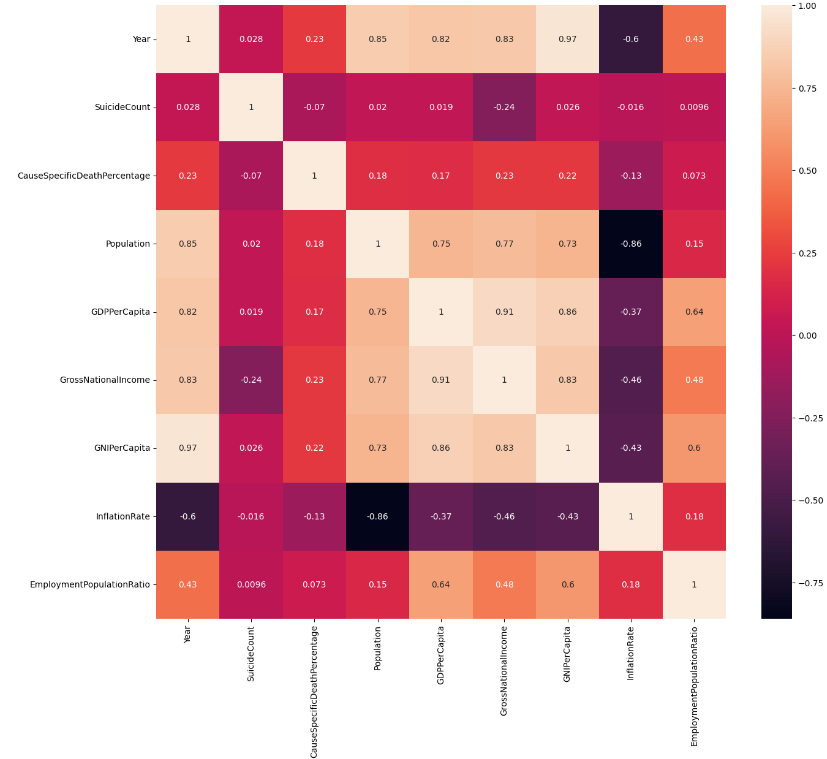 Year 1 0.028 0.23 0.85 0.82 0.83 0.97 -0.6 0.43
SuicideCount 0.028 1 -0.07 0.02 0.019 -0.24 0.026 -0.016 0.0096
CauseSpecificDeathPercentage 0.23 -0.07 1 0.18 0.17 0.23 0.22 -0.13 0.073
Population 0.85 0.02 0.18 1 0.75 0.77 0.73 -0.86 0.15
GDPPerCapita 0.82 0.019 0.17 0.75 1 0.91 0.86 -0.37 0.64
GrossNationalIncome 0.83 -0.24 0.23 0.77 0.91 1 0.83 -0.46 0.48
GNIPerCapita 0.97 0.026 0.22 0.73 0.86 0.83 1 -0.43 0.6
InflationRate -0.6 -0.016 -0.13 -0.86 -0.37 -0.46 -0.43 1 0.18
EmploymentPopulationRatio 0.43 0.0096 0.073 0.15 0.64 0.48 0.6 0.18 1
Year
SuicideCount
CauseSpecificDeathPercentage
Population
GDPPerCapita
GrossNationalIncome
GNIPerCapita
InflationRate
EmploymentPopulationRatio
1.00
0.75
0.50
0.25
0.00
−0.25
−0.50
−0.75